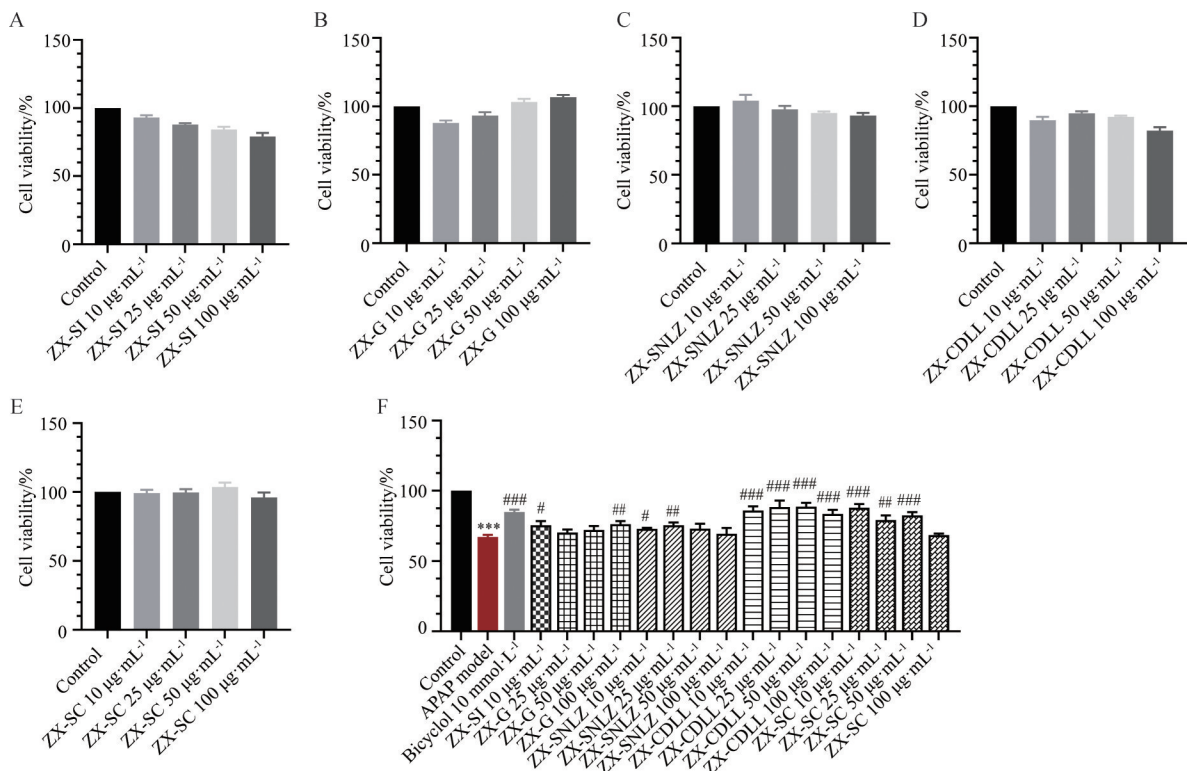 A
Cell viability/%
150
100
50
0
Control
ZX-SI 10 μg·mL⁻¹
ZX-SI 25 μg·mL⁻¹
ZX-SI 50 μg·mL⁻¹
ZX-SI 100 μg·mL⁻¹
B
Cell viability/%
150
100
50
0
Control
ZX-G 10 μg·mL⁻¹
ZX-G 25 μg·mL⁻¹
ZX-G 50 μg·mL⁻¹
ZX-G 100 μg·mL⁻¹
C
Cell viability/%
150
100
50
0
Control
ZX-SNLZ 10 μg·mL⁻¹
ZX-SNLZ 25 μg·mL⁻¹
ZX-SNLZ 50 μg·mL⁻¹
ZX-SNLZ 100 μg·mL⁻¹
D
Cell viability/%
150
100
50
0
Control
ZX-CDLL 10 μg·mL⁻¹
ZX-CDLL 25 μg·mL⁻¹
ZX-CDLL 50 μg·mL⁻¹
ZX-CDLL 100 μg·mL⁻¹
E
Cell viability/%
150
100
50
0
Control
ZX-SC 10 μg·mL⁻¹
ZX-SC 25 μg·mL⁻¹
ZX-SC 50 μg·mL⁻¹
ZX-SC 100 μg·mL⁻¹
F
Cell viability/%
150
100
50
0
*** ### # ## # ## ### ### ### ### ### ## ###
Control
APAP model
Bicyclol 10 mmol·L⁻¹
ZX-SI 10 μg·mL⁻¹
ZX-G 25 μg·mL⁻¹
ZX-G 50 μg·mL⁻¹
ZX-G 100 μg·mL⁻¹
ZX-SNLZ 10 μg·mL⁻¹
ZX-SNLZ 25 μg·mL⁻¹
ZX-SNLZ 50 μg·mL⁻¹
ZX-SNLZ 100 μg·mL⁻¹
ZX-CDLL 10 μg·mL⁻¹
ZX-CDLL 25 μg·mL⁻¹
ZX-CDLL 50 μg·mL⁻¹
ZX-CDLL 100 μg·mL⁻¹
ZX-SC 10 μg·mL⁻¹
ZX-SC 25 μg·mL⁻¹
ZX-SC 50 μg·mL⁻¹
ZX-SC 100 μg·mL⁻¹